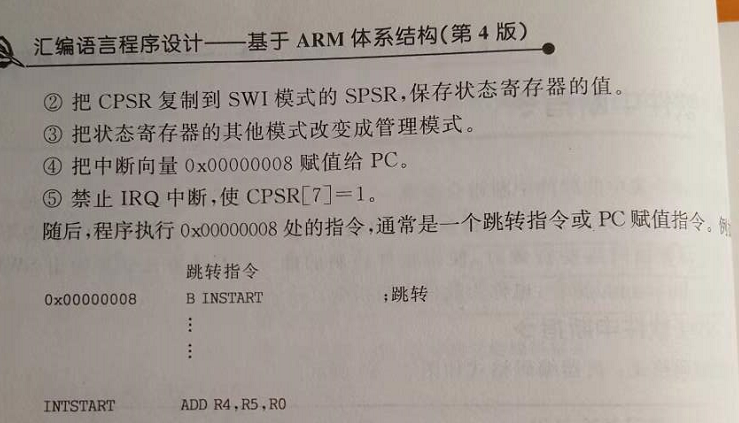 汇编语言程序设计——基于 ARM 体系结构(第 4 版)
② 把 CPSR 复制到 SWI 模式的 SPSR,保存状态寄存器的值。
③ 把状态寄存器的其他模式改变成管理模式。
④ 把中断向量 0x00000008 赋值给 PC。
⑤ 禁止 IRQ 中断,使 CPSR[7]=1。
随后,程序执行 0x00000008 处的指令,通常是一个跳转指令或 PC 赋值指令。例
跳转指令
0x00000008 B INSTART ;跳转
⋮
⋮
INTSTART ADD R4,R5,R0